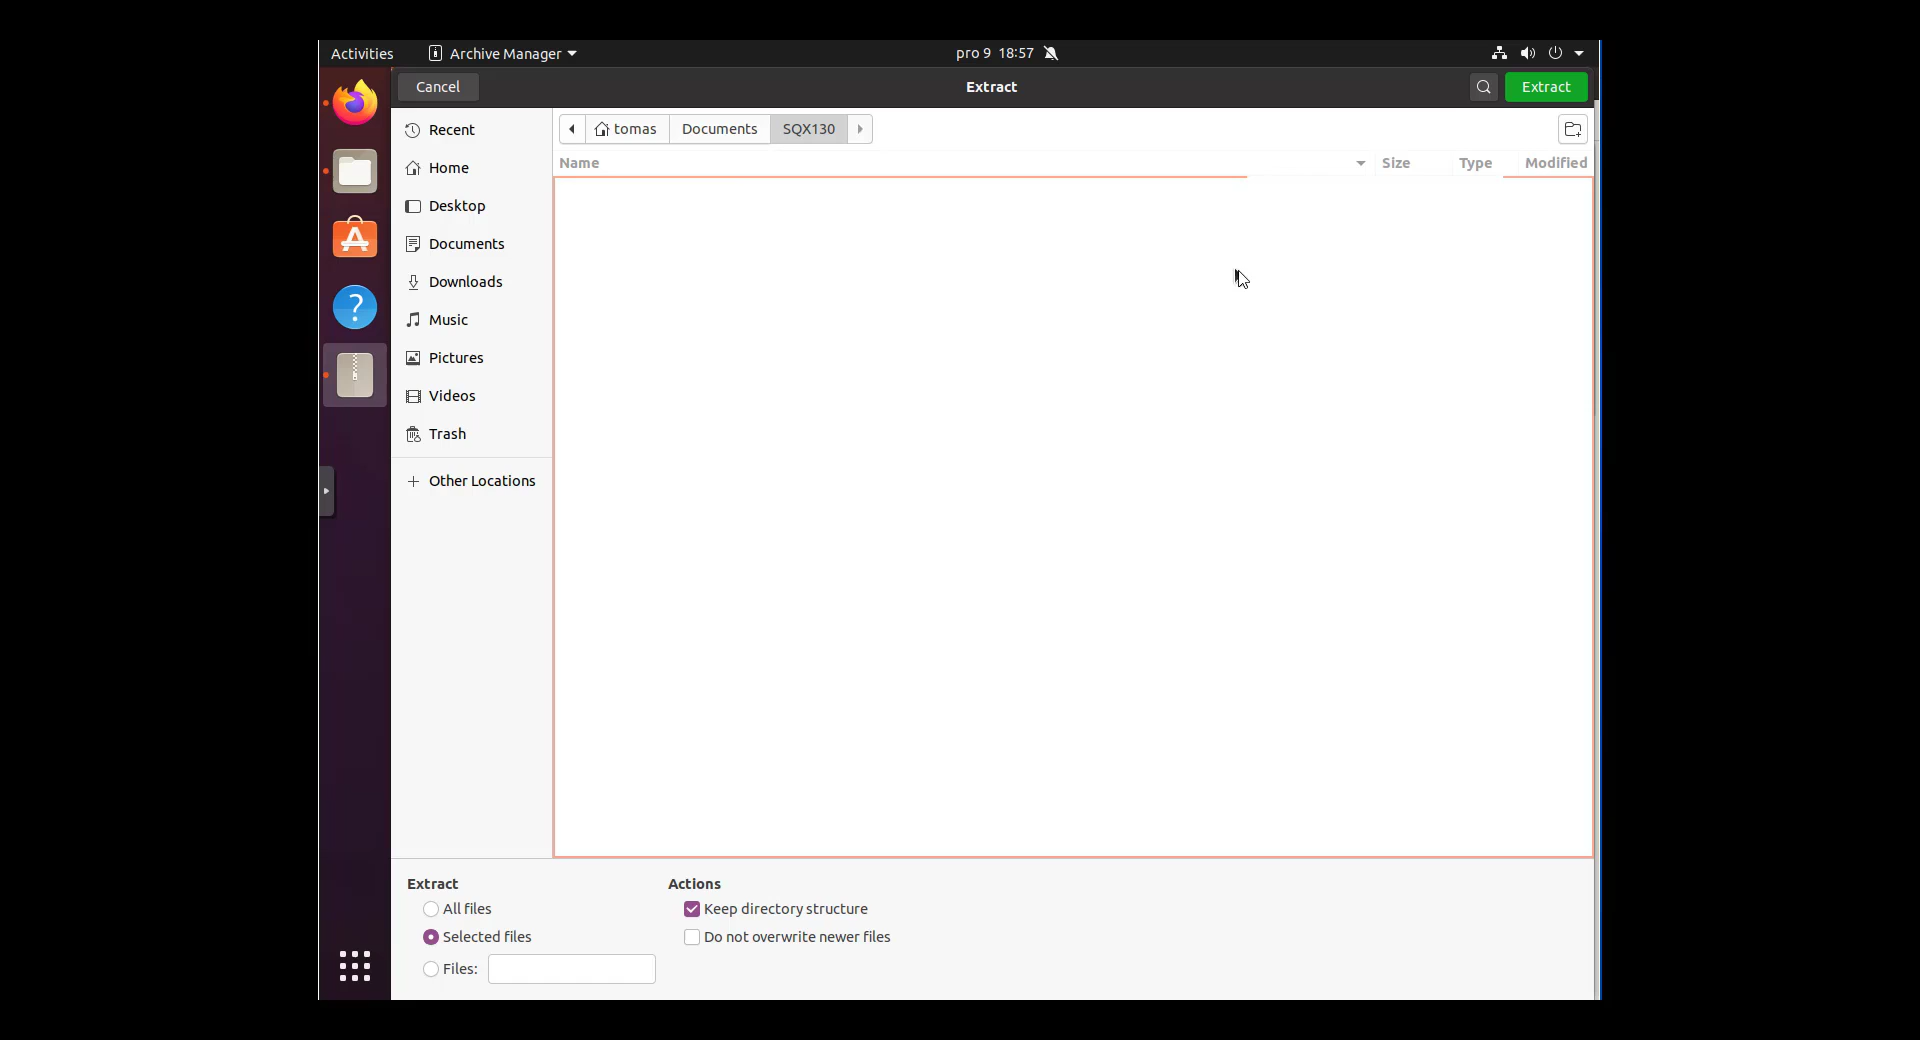 Activities Archive Manager pro 9 18:57
Cancel Extract Extract
Recent
Home
Desktop
Documents
Downloads
Music
Pictures
Videos
Trash
Other Locations
tomas Documents SQX130
Name Size Type Modified
Extract
All files
Selected files
Files:
Actions
Keep directory structure
Do not overwrite newer files